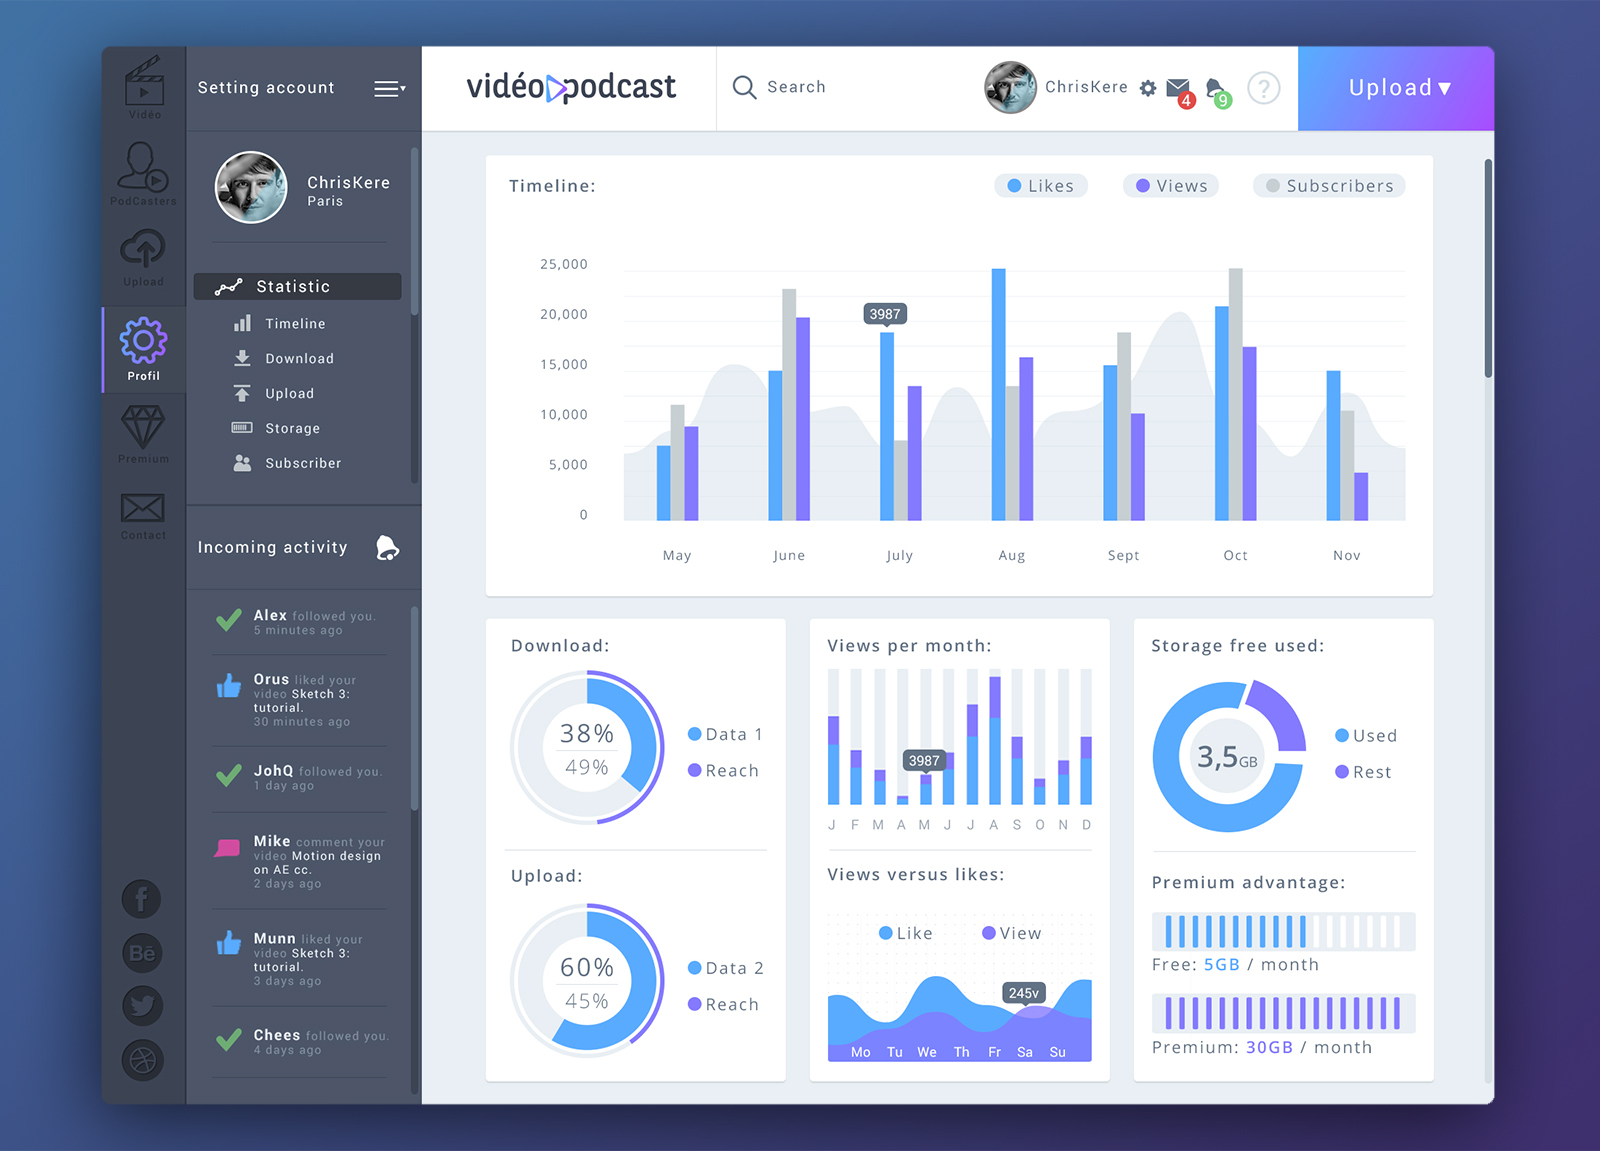 Vidéo
PodCasters
Upload
Profil
Premium
Contact
Bē
Setting account
ChrisKere
Paris
Statistic
Timeline
Download
Upload
Storage
Subscriber
Incoming activity
Alex followed you.
5 minutes ago
Orus liked your
video Sketch 3:
tutorial.
30 minutes ago
JohQ followed you.
1 day ago
Mike comment your
video Motion design
on AE cc.
2 days ago
Munn liked your
video Sketch 3:
tutorial.
3 days ago
Chees followed you.
4 days ago
vidéo podcast
Search
ChrisKere
4
9
?
Upload ▾
Timeline:
Likes
Views
Subscribers
25,000
20,000
15,000
10,000
5,000
0
3987
May June July Aug Sept Oct Nov
Download:
38%
49%
Data 1
Reach
Upload:
60%
45%
Data 2
Reach
Views per month:
3987
J F M A M J J A S O N D
Views versus likes:
Like View
245v
Mo Tu We Th Fr Sa Su
Storage free used:
3,5GB
Used
Rest
Premium advantage:
Free: 5GB / month
Premium: 30GB / month